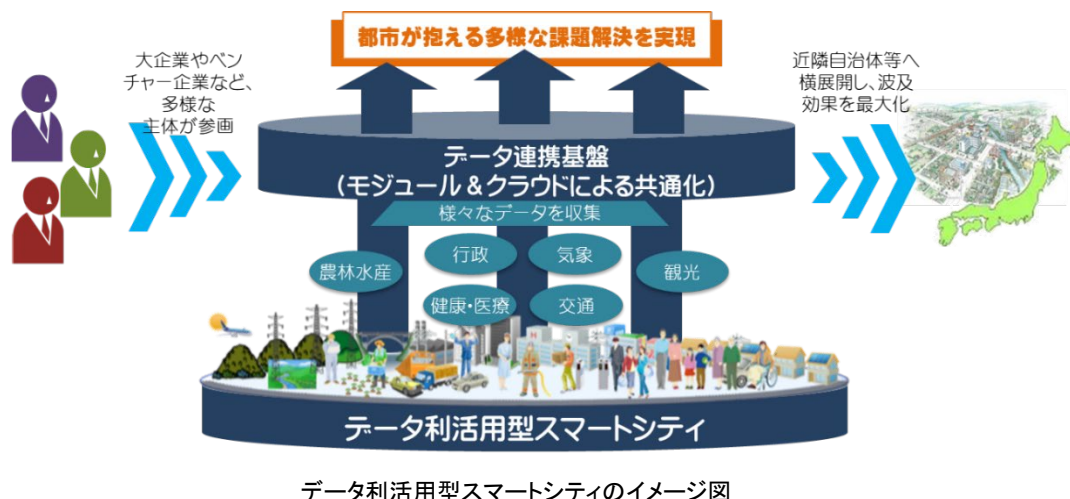 都市が抱える多様な課題解決を実現
大企業やベン
チャー企業など、
多様な
主体が参画
近隣自治体等へ
横展開し、波及
効果を最大化
データ連携基盤
(モジュール&クラウドによる共通化)
様々なデータを収集
農林水産
行政
気象
観光
健康・医療
交通
データ利活用型スマートシティ
データ利活用型スマートシティのイメージ図